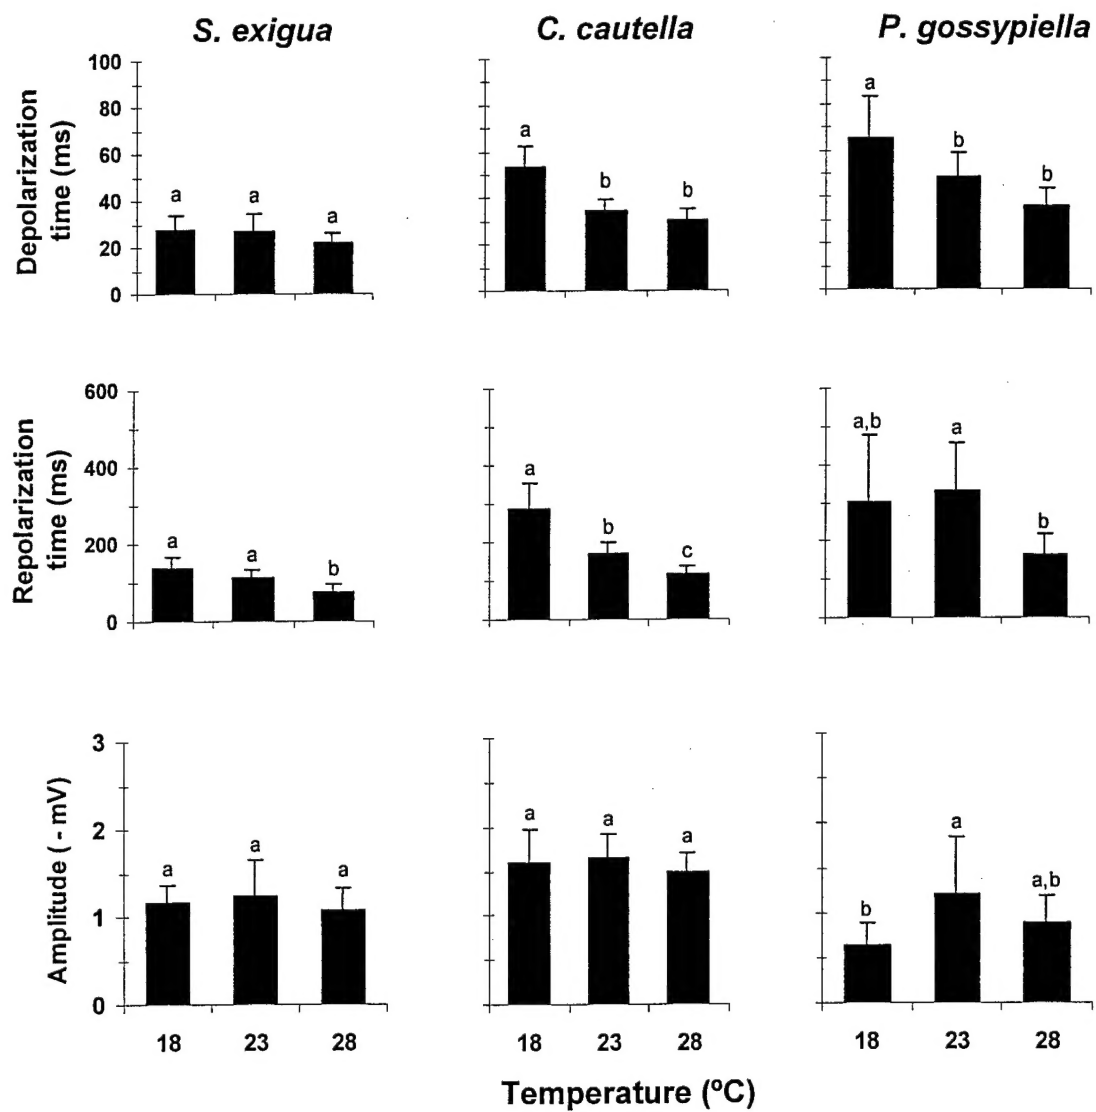 S. exigua C. cautella P. gossypiella
Depolarization
time (ms)
100
80
60
40
20
0
a a a
a b b
a b b
Repolarization
time (ms)
600
400
200
0
a a b
a b c
a,b a b
Amplitude ( - mV)
3
2
1
0
a a a
a a a
b a a,b
18 23 28 18 23 28 18 23 28
Temperature (ºC)